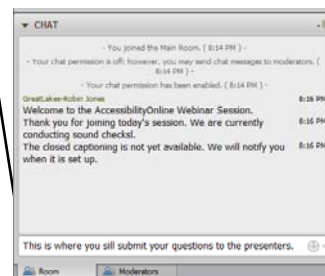 CHAT
- You joined the Main Room. ( 8:14 PM ) -
- Your chat permission is off; however, you may send chat messages to moderators. (
8:14 PM ) -
- Your chat permission has been enabled. ( 8:14 PM ) -
GreatLakes-Robin Jones
Welcome to the AccessibilityOnline Webinar Session. 8:16 PM
Thank you for joining today's session. We are currently 8:16 PM
conducting sound checksl.
The closed captioning is not yet available. We will notify you 8:16 PM
when it is set up.
This is where you sill submit your questions to the presenters.
Room Moderators